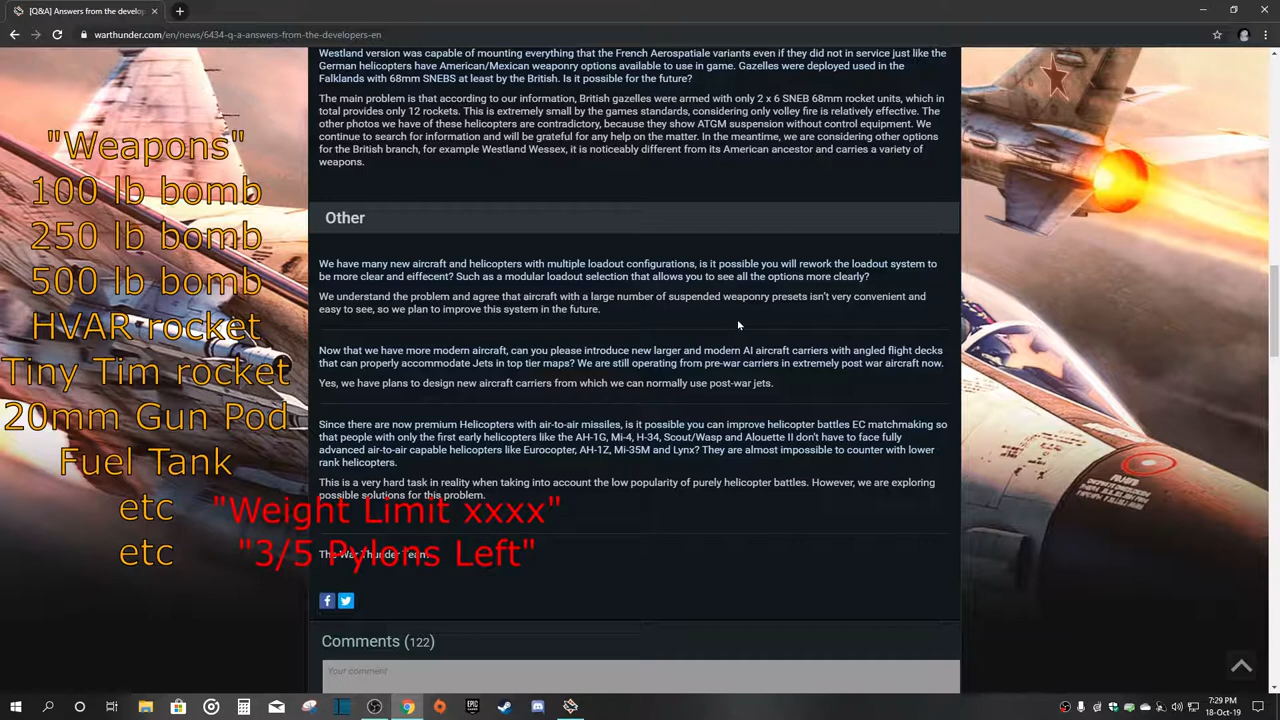 [Q&A] Answers from the develop
warthunder.com/en/news/6434-q-a-answers-from-the-developers-en
Westland version was capable of mounting everything that the French Aerospatiale variants even if they did not in service just like the
German helicopters have American/Mexican weaponry options available to use in game. Gazelles were deployed used in the
Falklands with 68mm SNEBS at least by the British. Is it possible for the future?
The main problem is that according to our information, British gazelles were armed with only 2 x 6 SNEB 68mm rocket units, which in
total provides only 12 rockets. This is extremely small by the games standards, considering only volley fire is relatively effective. The
other photos we have of these helicopters are contradictory, because they show ATGM suspension without control equipment. We
continue to search for information and will be grateful for any help on the matter. In the meantime, we are considering other options
for the British branch, for example Westland Wessex, it is noticeably different from its American ancestor and carries a variety of
weapons.
Other
We have many new aircraft and helicopters with multiple loadout configurations, is it possible you will rework the loadout system to
be more clear and eiffecent? Such as a modular loadout selection that allows you to see all the options more clearly?
We understand the problem and agree that aircraft with a large number of suspended weaponry presets isn't very convenient and
easy to see, so we plan to improve this system in the future.
Now that we have more modern aircraft, can you please introduce new larger and modern AI aircraft carriers with angled flight decks
that can properly accommodate Jets in top tier maps? We are still operating from pre-war carriers in extremely post war aircraft now.
Yes, we have plans to design new aircraft carriers from which we can normally use post-war jets.
Since there are now premium Helicopters with air-to-air missiles, is it possible you can improve helicopter battles EC matchmaking so
that people with only the first early helicopters like the AH-1G, Mi-4, H-34, Scout/Wasp and Alouette II don't have to face fully
advanced air-to-air capable helicopters like Eurocopter, AH-1Z, Mi-35M and Lynx? They are almost impossible to counter with lower
rank helicopters.
This is a very hard task in reality when taking into account the low popularity of purely helicopter battles. However, we are exploring
possible solutions for this problem.
The War Thunder Team
Comments (122)
Your comment
"Weapons"
100 lb bomb
250 lb bomb
500 lb bomb
HVAR rocket
Tiny Tim rocket
20mm Gun Pod
Fuel Tank
etc
etc
"Weight Limit xxxx"
"3/5 Pylons Left"
EPIC
GAMES
7:29 PM
18-Oct-19